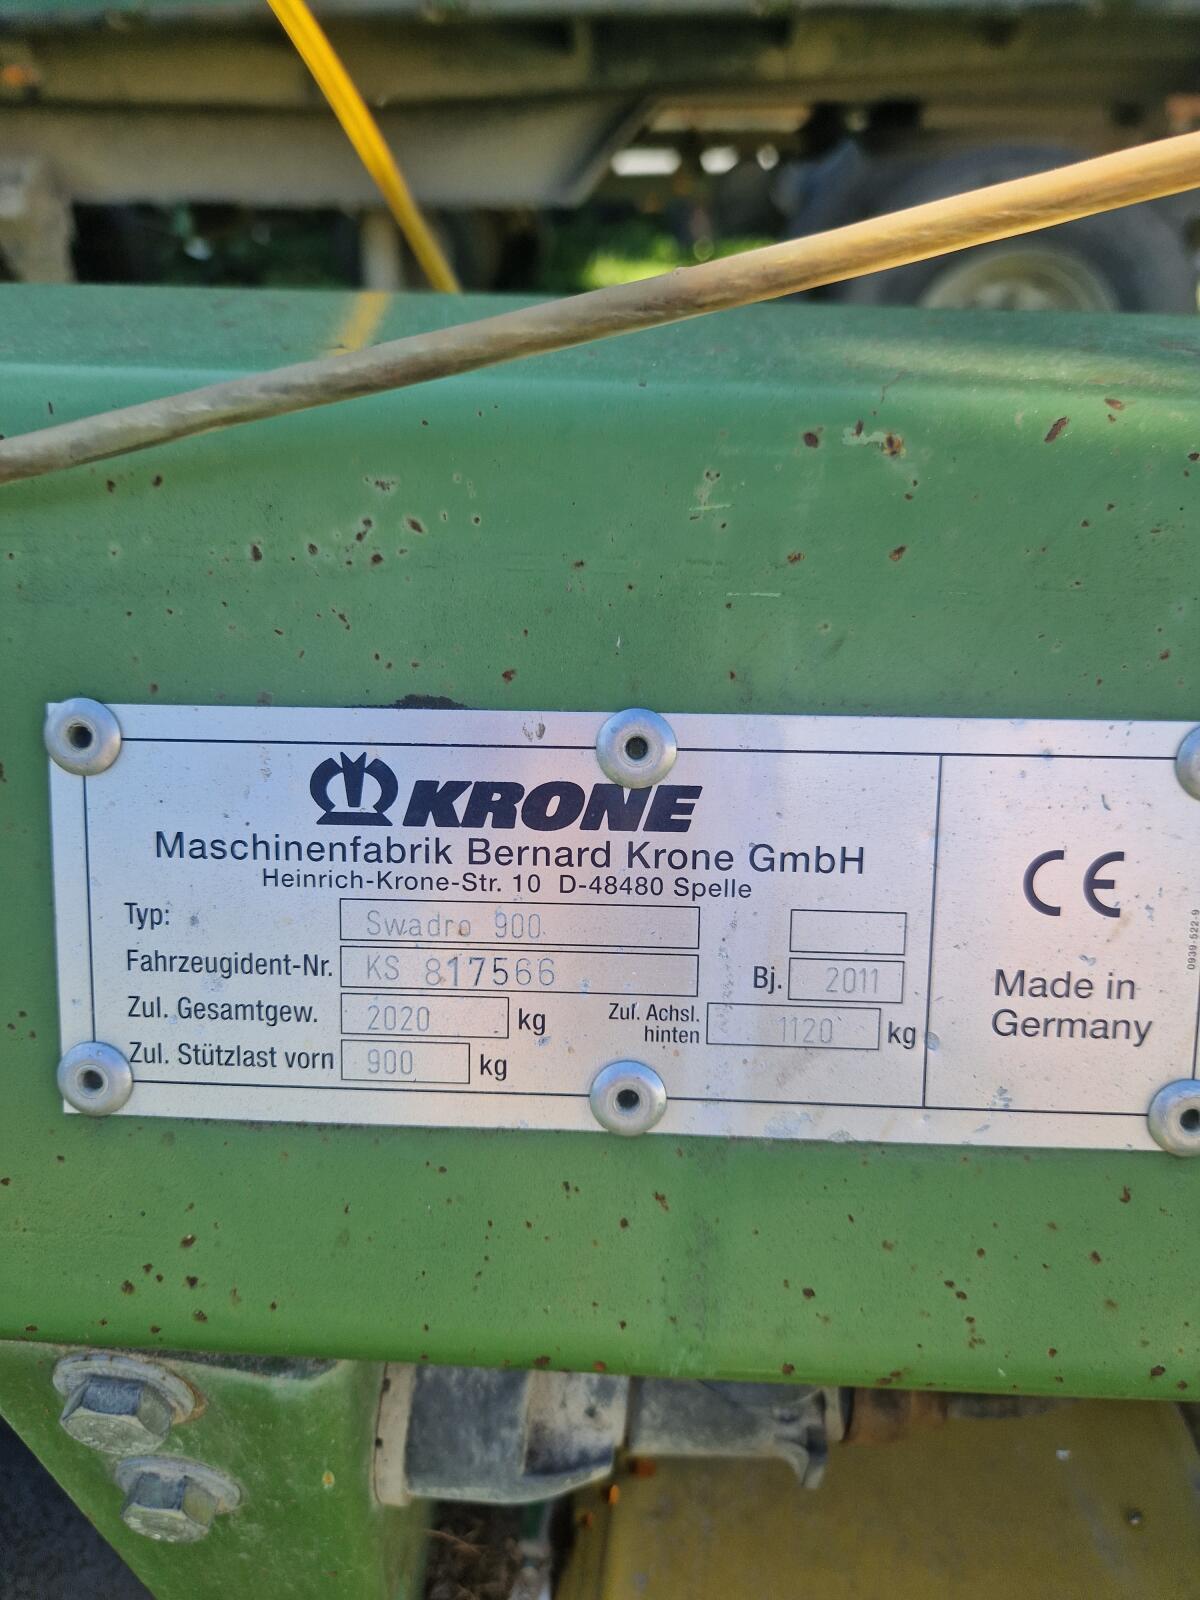 KRONE
Maschinenfabrik Bernard Krone GmbH
Heinrich-Krone-Str. 10 D-48480 Spelle
Typ: Swadro 900
Fahrzeugident-Nr. KS 817566 Bj. 2011
Zul. Gesamtgew. 2020 kg Zul. Achsl. hinten 1120 kg
Zul. Stützlast vorn 900 kg
CE
Made in
Germany
0939-522-9